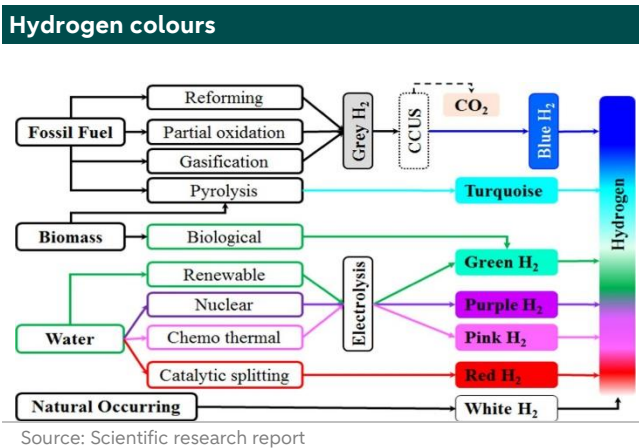 Hydrogen colours
Reforming
Fossil Fuel
Partial oxidation
Gasification
Pyrolysis
Grey H₂
CCUS
CO₂
Blue H₂
Turquoise
Hydrogen
Biomass
Biological
Green H₂
Renewable
Electrolysis
Nuclear
Purple H₂
Water
Chemo thermal
Pink H₂
Catalytic splitting
Red H₂
Natural Occurring
White H₂
Source: Scientific research report